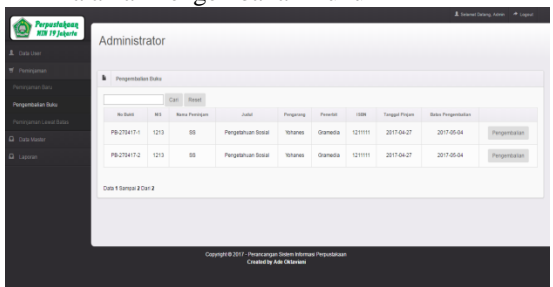 Selamat Datang, Admin Logout
Perpustakaan
MIN 19 Jakarta
Administrator
Data User
Peminjaman
Peminjaman Baru
Pengembalian Buku
Peminjaman Lewat Batas
Data Master
Laporan
Pengembalian Buku
Cari Reset
No Bukti NIS Nama Peminjam Judul Pengarang Penerbit ISBN Tanggal Pinjam Batas Pengembalian
PB-270417-1 1213 SS Pengetahuan Sosial Yohanes Gramedia 1211111 2017-04-27 2017-05-04 Pengembalian
PB-270417-2 1213 SS Pengetahuan Sosial Yohanes Gramedia 1211111 2017-04-27 2017-05-04 Pengembalian
Data 1 Sampai 2 Dari 2
Copyright © 2017 - Perancangan Sistem Informasi Perpustakaan
Created by Ade Oktaviani